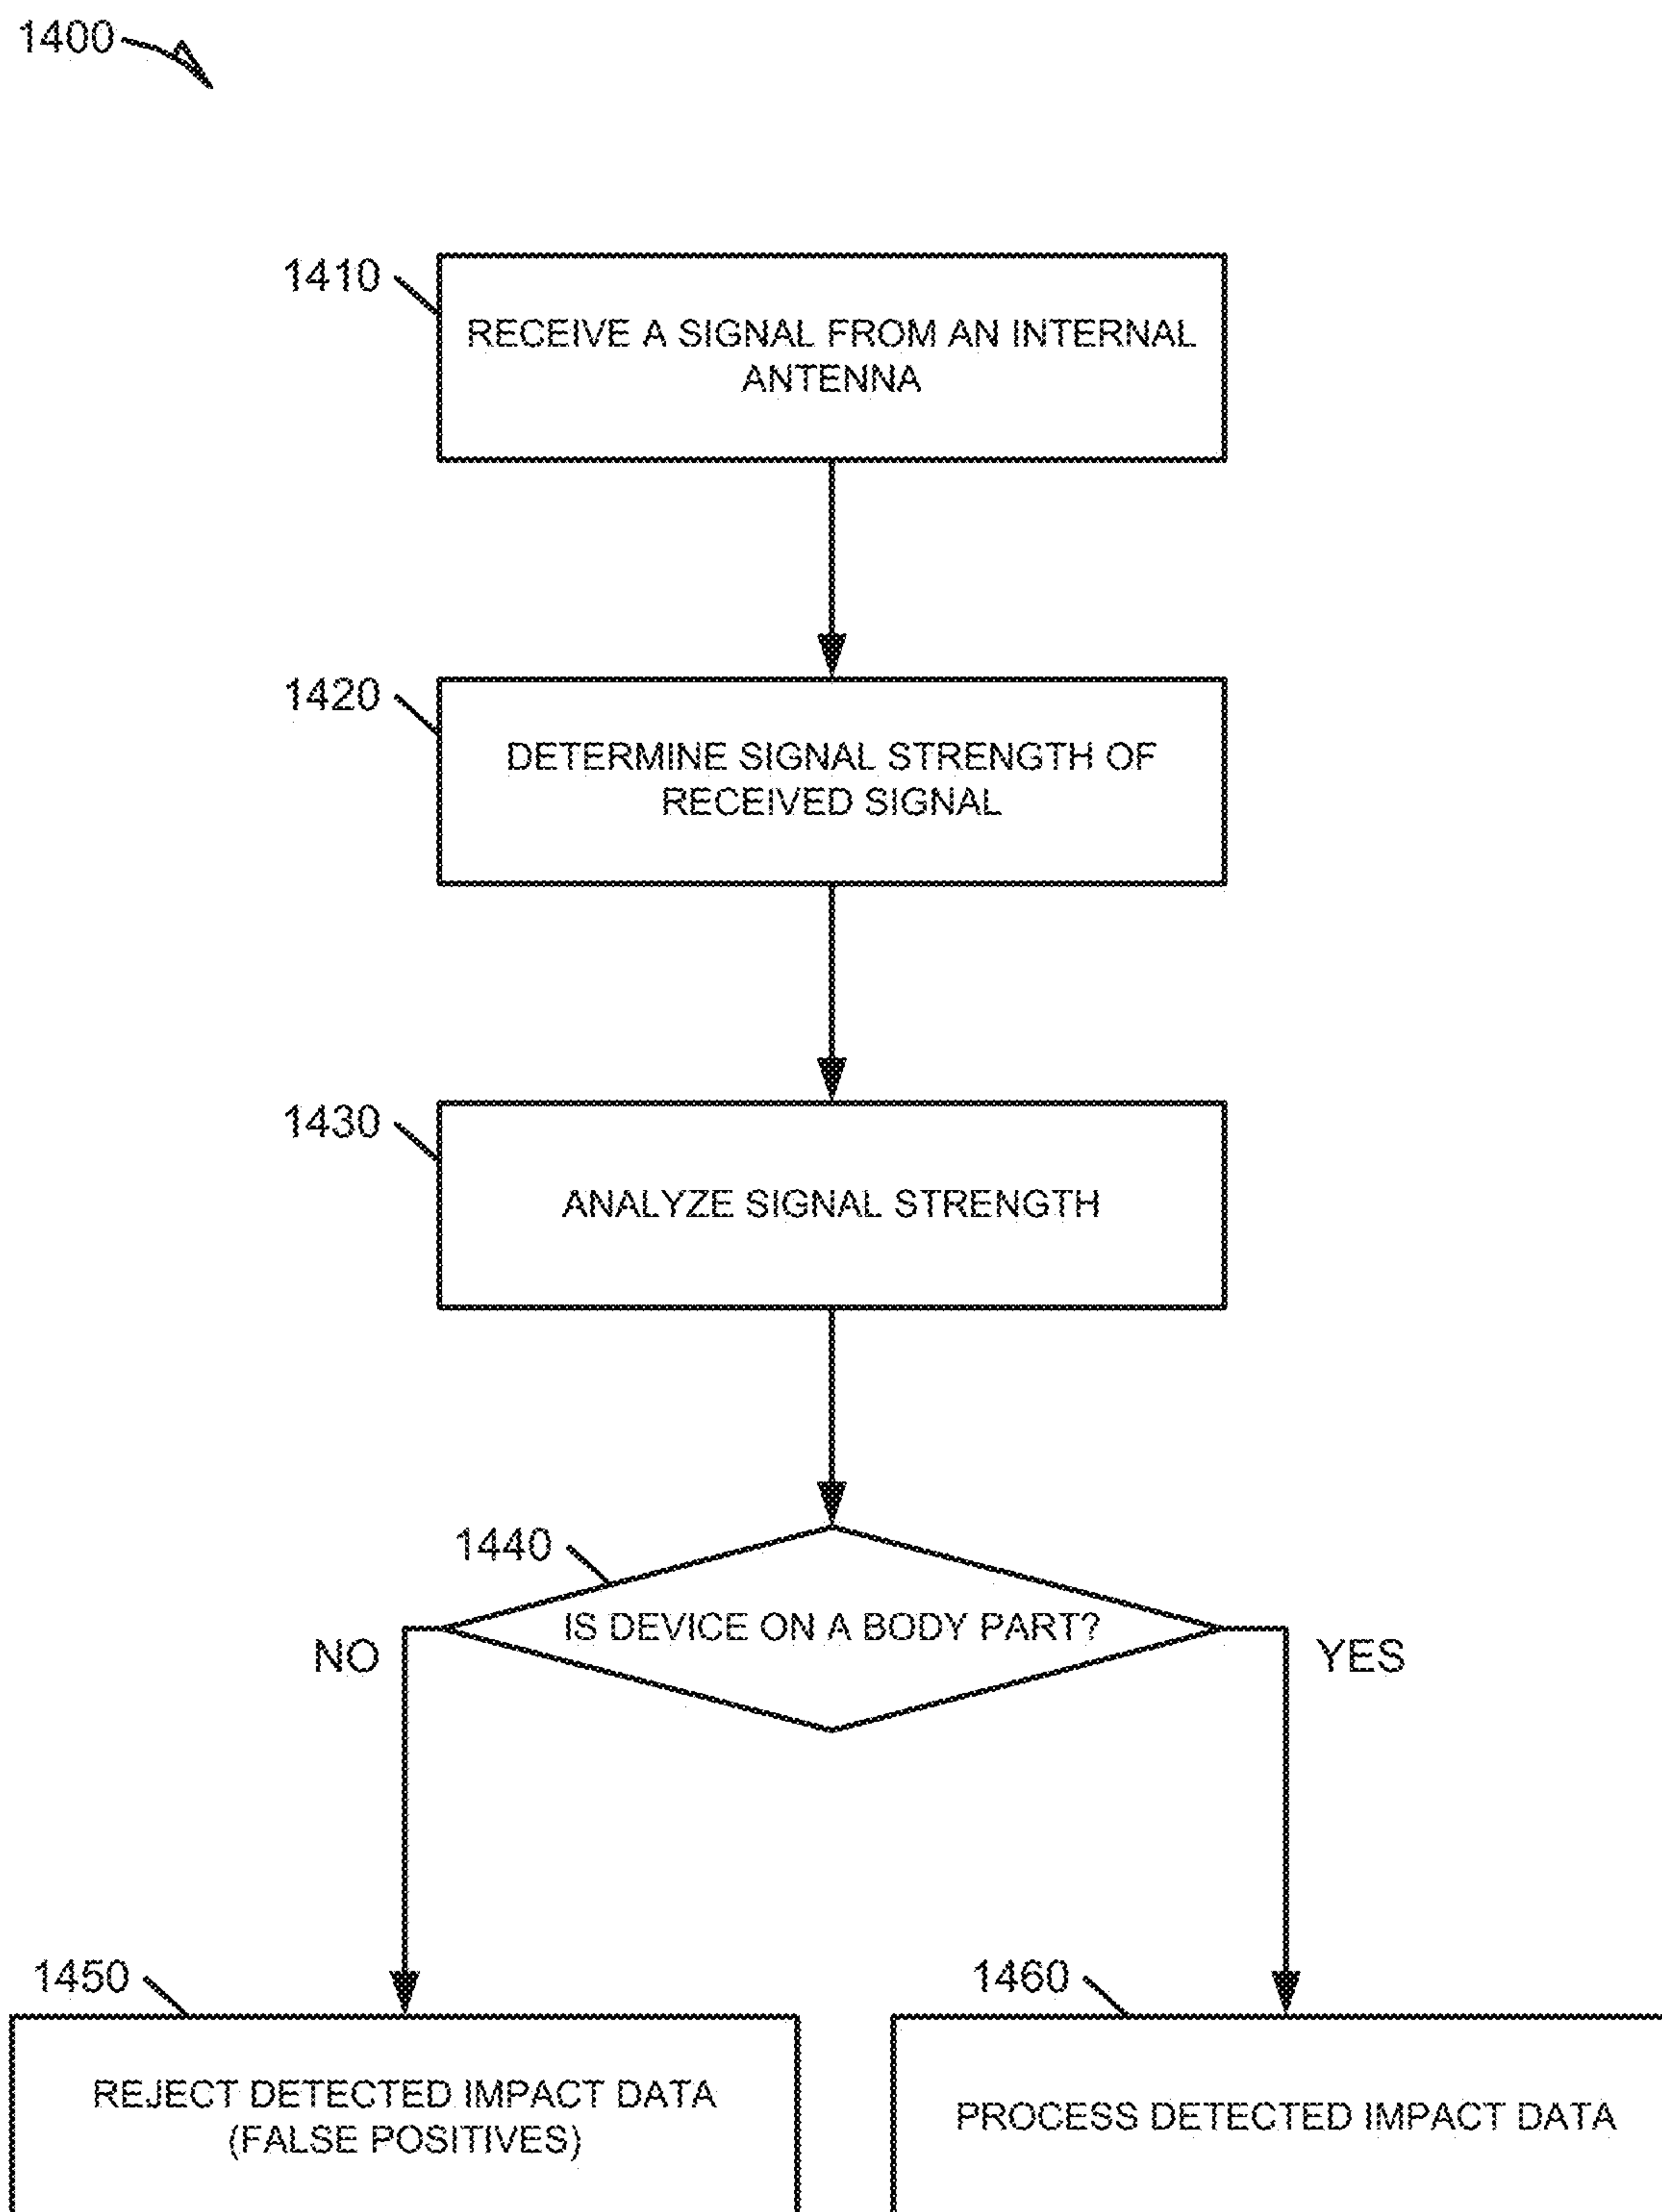 1400
1410
RECEIVE A SIGNAL FROM AN INTERNAL
ANTENNA
1420
DETERMINE SIGNAL STRENGTH OF
RECEIVED SIGNAL
1430
ANALYZE SIGNAL STRENGTH
1440
IS DEVICE ON A BODY PART?
NO
YES
1450
REJECT DETECTED IMPACT DATA
(FALSE POSITIVES)
1460
PROCESS DETECTED IMPACT DATA